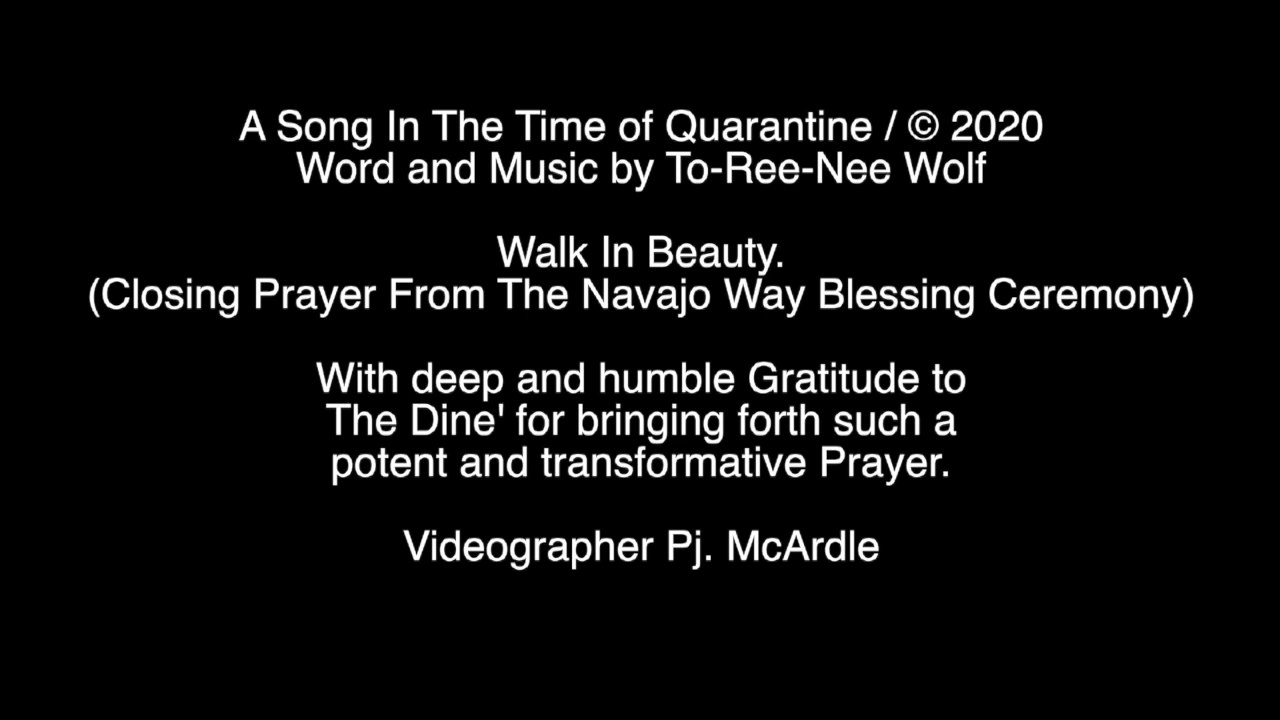 A Song In The Time of Quarantine / © 2020
Word and Music by To-Ree-Nee Wolf
Walk In Beauty.
(Closing Prayer From The Navajo Way Blessing Ceremony)
With deep and humble Gratitude to
The Dine' for bringing forth such a
potent and transformative Prayer.
Videographer Pj. McArdle